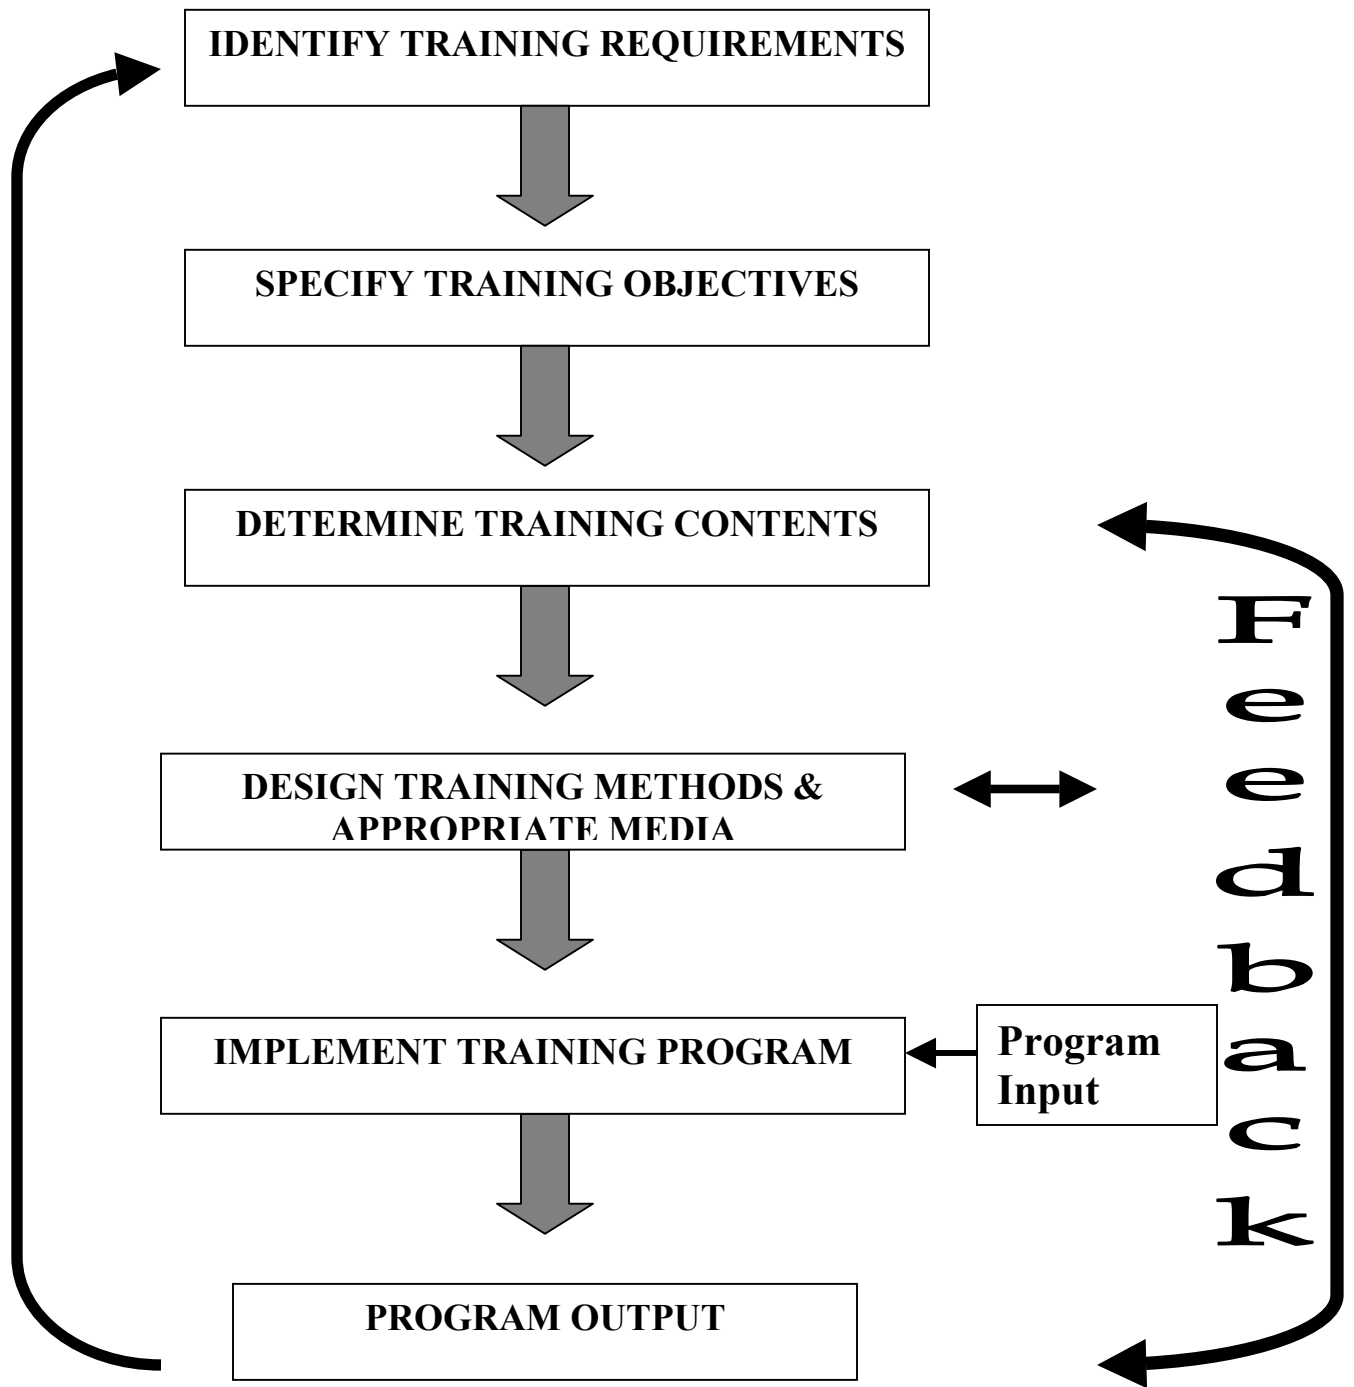 IDENTIFY TRAINING REQUIREMENTS
SPECIFY TRAINING OBJECTIVES
DETERMINE TRAINING CONTENTS
DESIGN TRAINING METHODS &
APPROPRIATE MEDIA
IMPLEMENT TRAINING PROGRAM
Program
Input
PROGRAM OUTPUT
Feedback